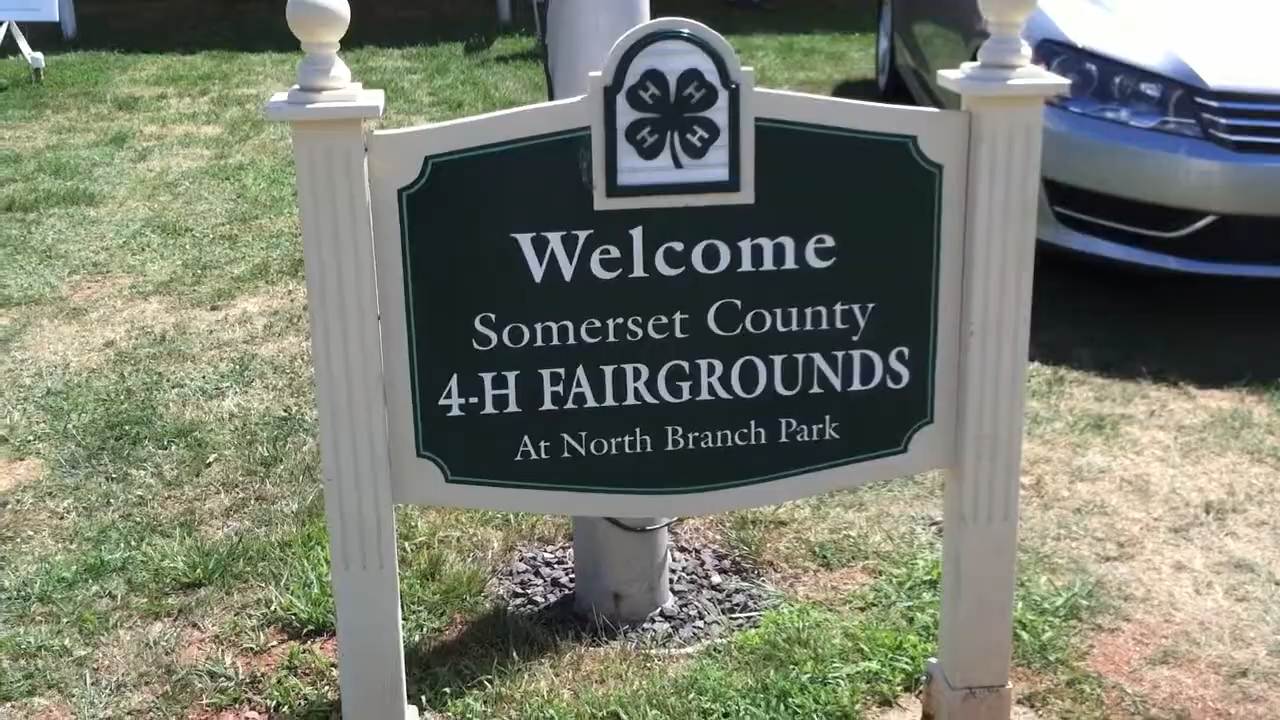 H H
H H
Welcome
Somerset County
4-H FAIRGROUNDS
At North Branch Park